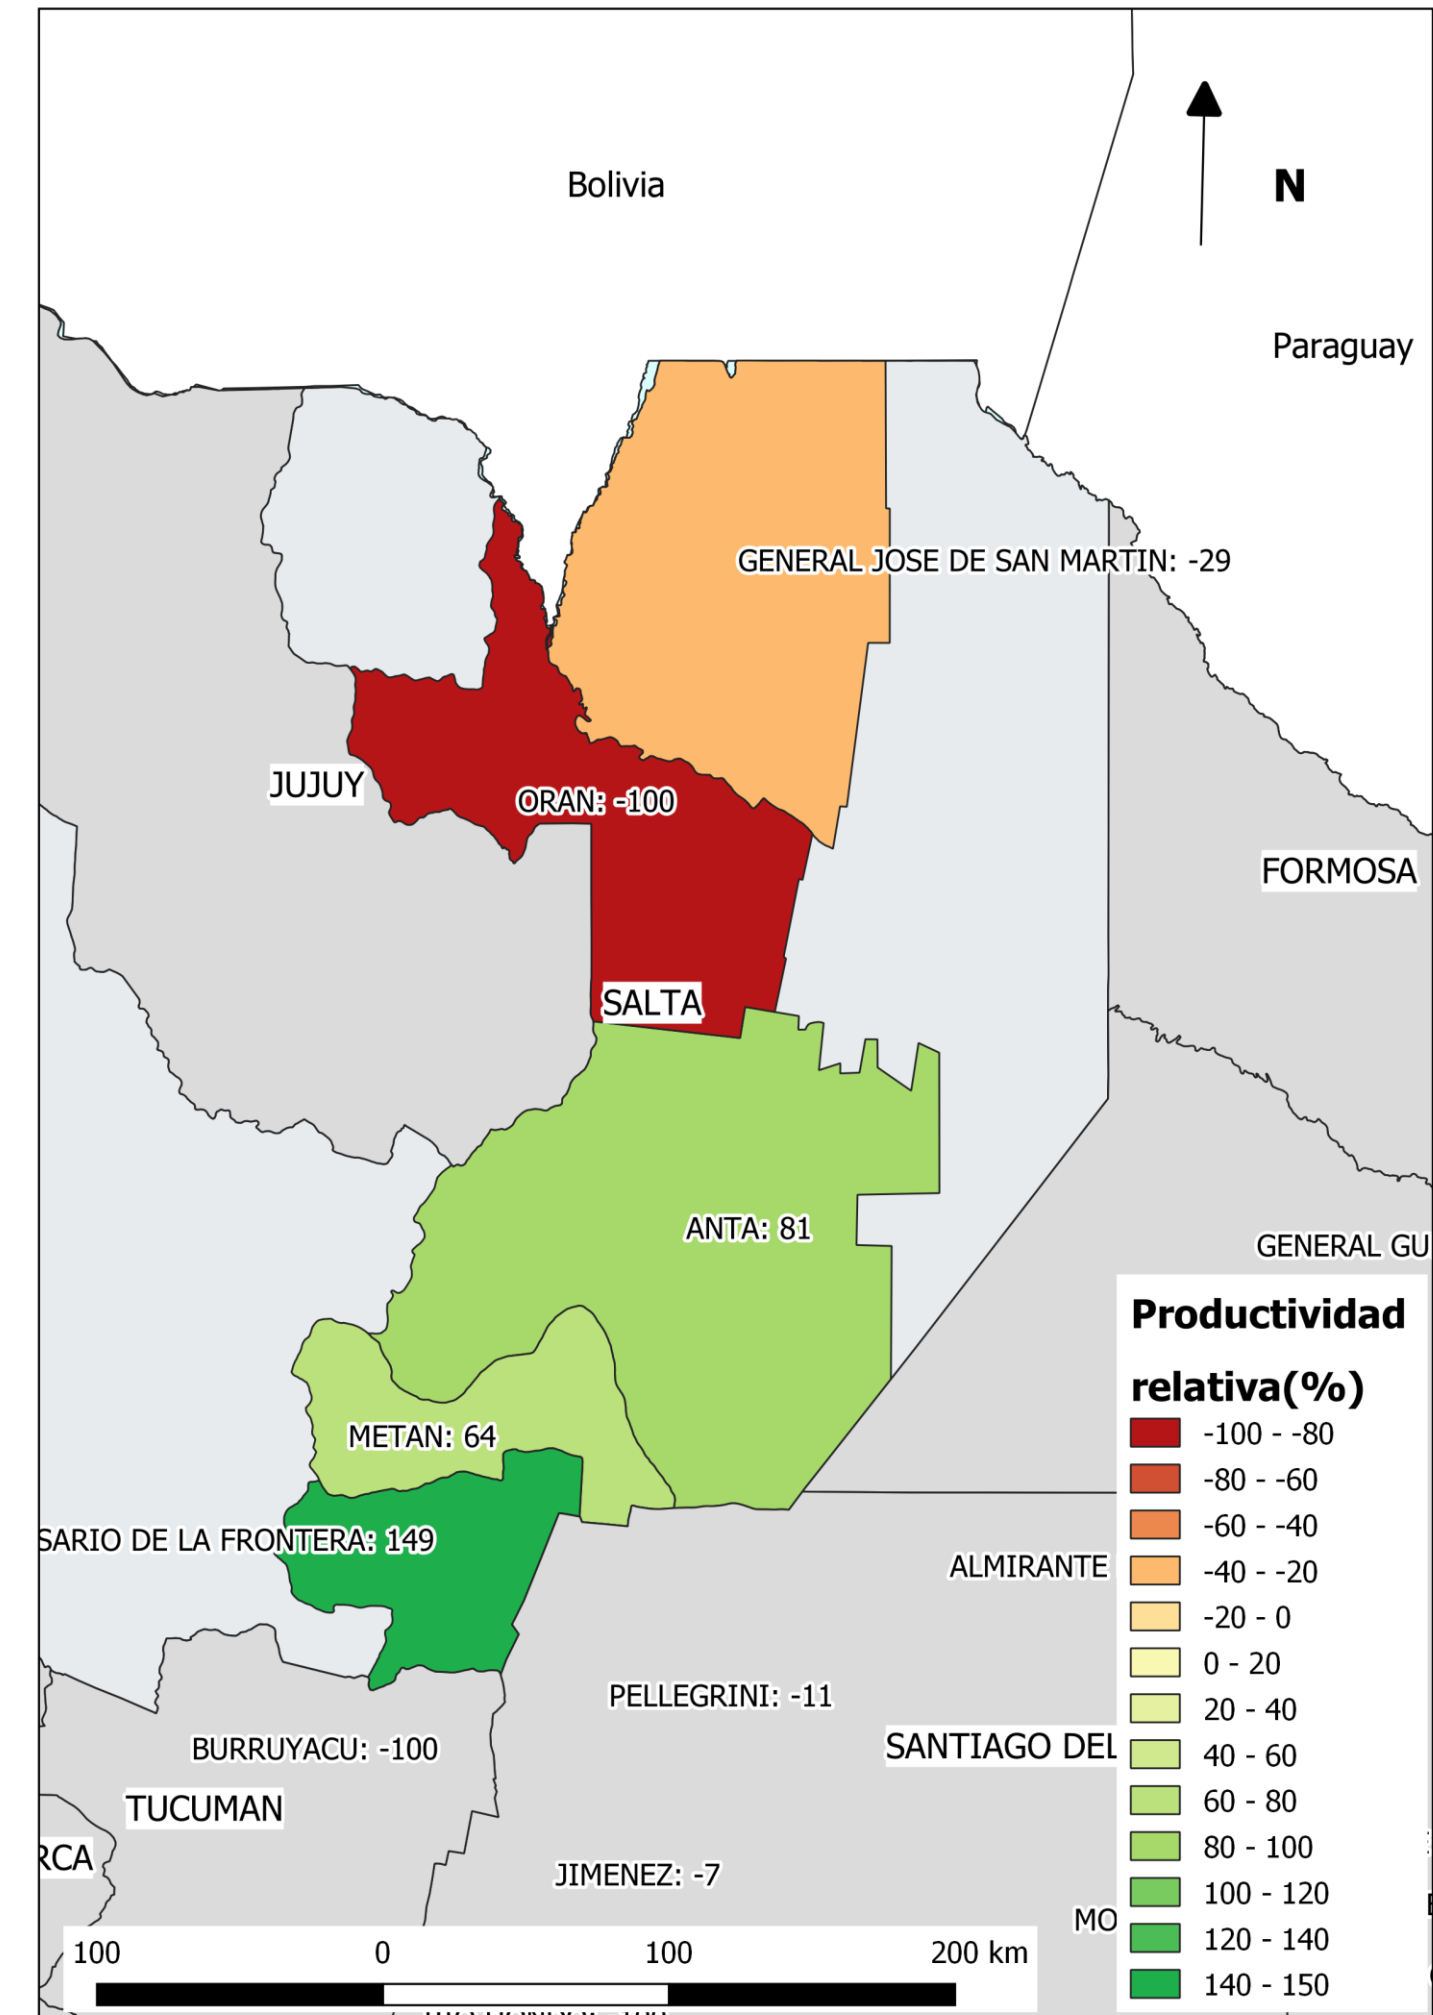 Bolivia
N
Paraguay
GENERAL JOSE DE SAN MARTIN: -29
JUJUY
ORAN: -100
FORMOSA
SALTA
ANTA: 81
GENERAL GU
METAN: 64
SARIO DE LA FRONTERA: 149
ALMIRANTE
PELLEGRINI: -11
BURRUYACU: -100
SANTIAGO DEL
TUCUMAN
RCA
JIMENEZ: -7
MO
Productividad
relativa(%)
-100 - -80
-80 - -60
-60 - -40
-40 - -20
-20 - 0
0 - 20
20 - 40
40 - 60
60 - 80
80 - 100
100 - 120
120 - 140
140 - 150
100 0 100 200 km